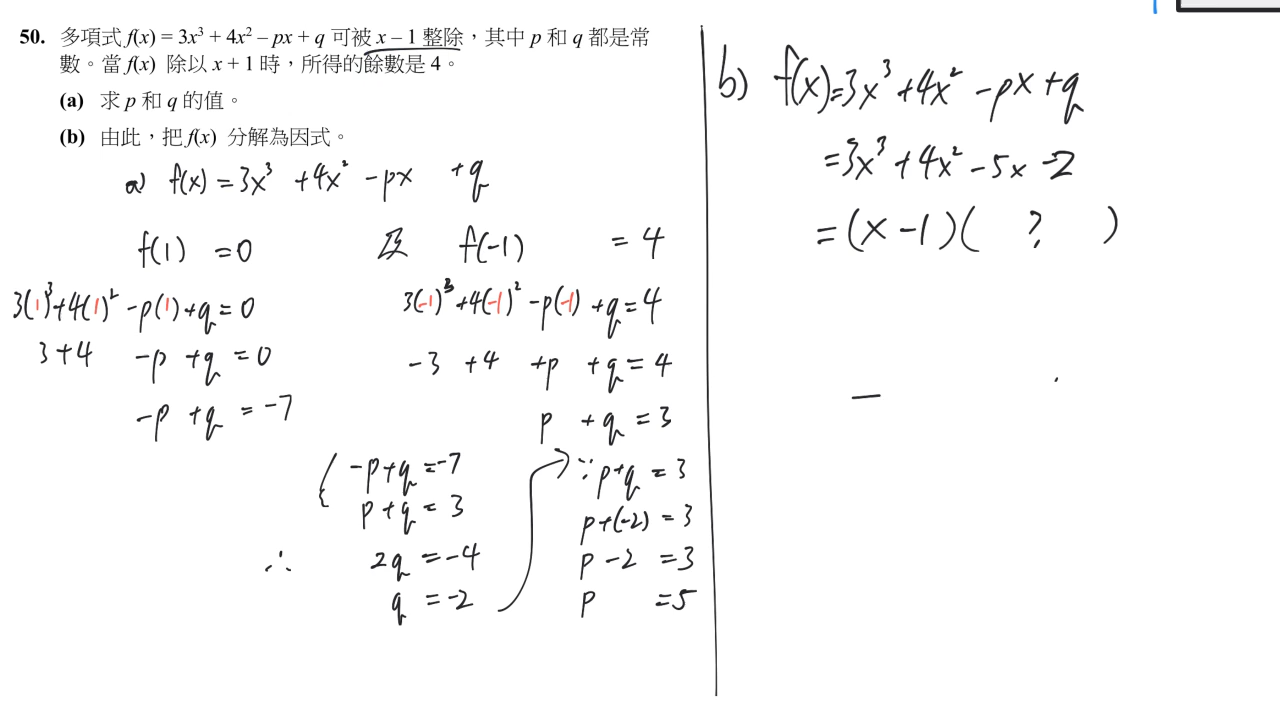 50. 多項式 f(x) = 3x³ + 4x² – px + q 可被 x – 1 整除，其中 p 和 q 都是常
數。當 f(x) 除以 x + 1 時，所得的餘數是 4。
(a) 求 p 和 q 的值。
(b) 由此，把 f(x) 分解為因式。
a) f(x) = 3x³ + 4x² - px + q
f(1) = 0 及 f(-1) = 4
3(1)³+4(1)²-p(1)+q=0
3+4 -p +q =0
-p +q = -7
3(-1)³+4(-1)²-p(-1)+q=4
-3 +4 +p +q = 4
p +q = 3
{ -p+q=-7
p+q = 3
∴ 2q =-4
q =-2
∵ p+q = 3
p+(-2) = 3
p -2 =3
p =5
b) f(x)=3x³+4x²-px+q
=3x³+4x²-5x-2
=(x-1)( ? )
—